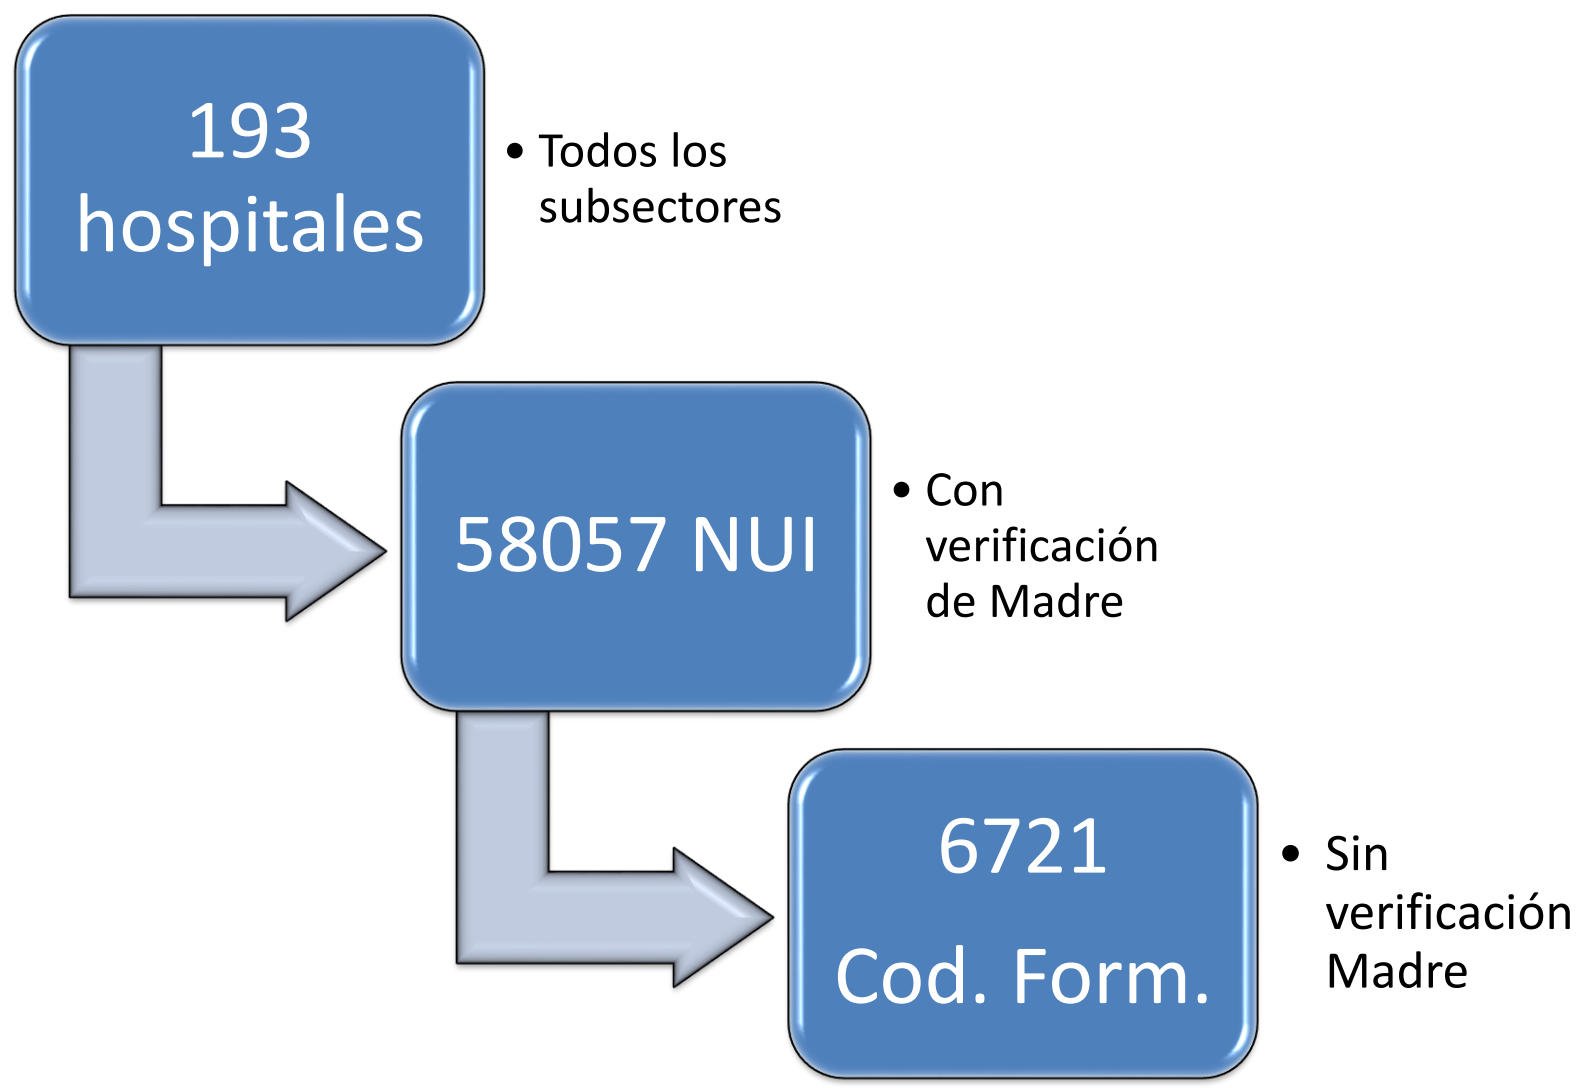 193
hospitales
• Todos los
subsectores
58057 NUI
• Con
verificación
de Madre
6721
Cod. Form.
• Sin
verificación
Madre